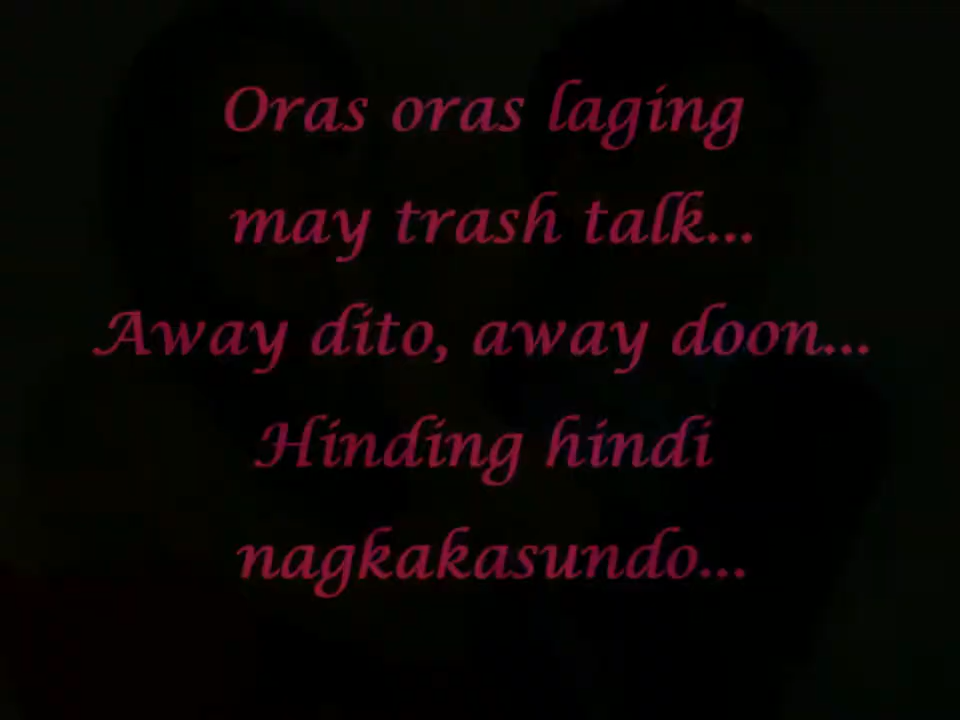 Oras oras laging
may trash talk...
Away dito, away doon...
Hinding hindi
nagkakasundo...